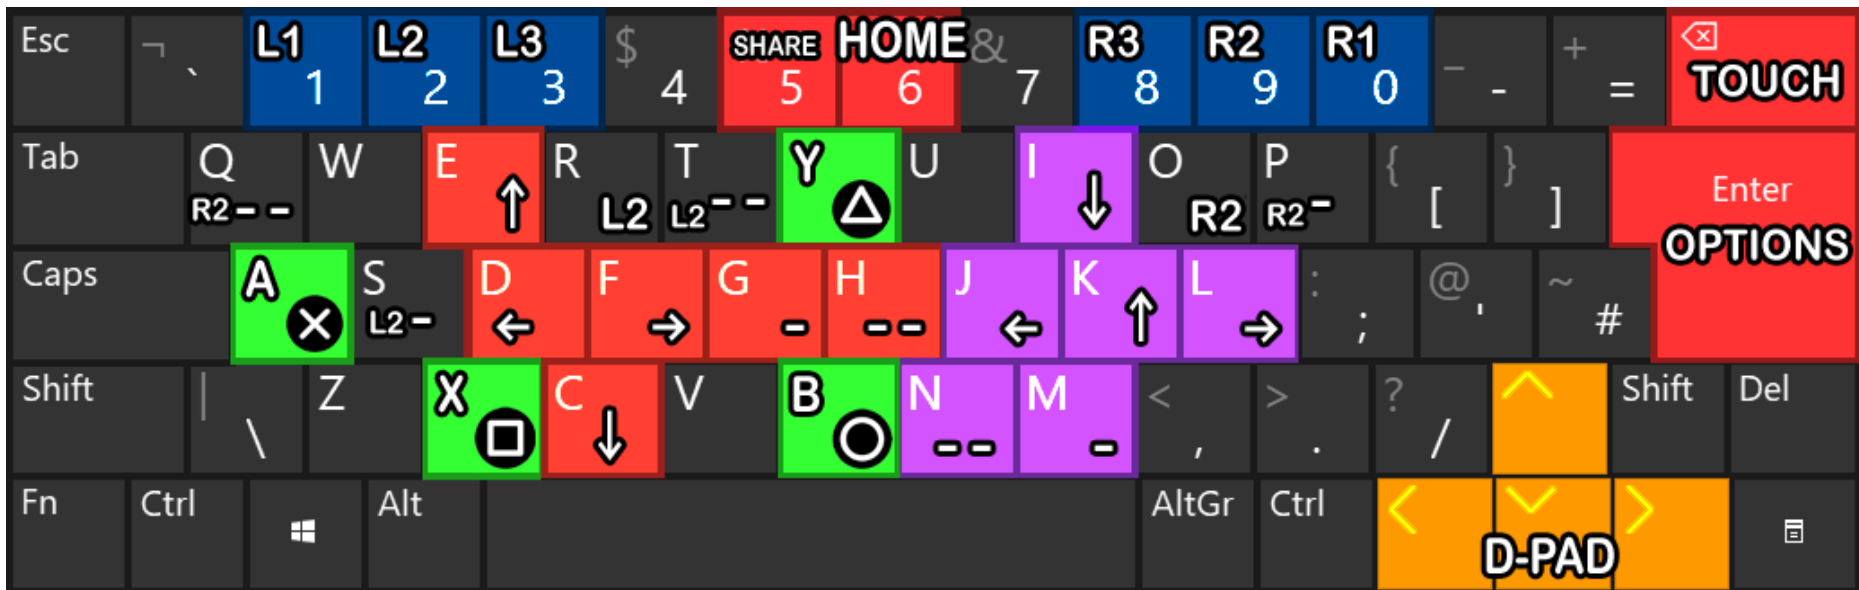 Esc ¬ ` L1 1 L2 2 L3 3 $ 4 SHARE 5 HOME 6 & 7 R3 8 R2 9 R1 0 _ - + = TOUCH
Tab Q R2-- W E ↑ R L2 T L2-- Y △ U I ↓ O R2 P R2- { [ } ] Enter OPTIONS
Caps A ⓧ S L2- D ← F → G - H -- J ← K ↑ L → : ; @ ' ~ #
Shift | \ Z X □ C ↓ V B ○ N -- M - < , > . ? / Shift Del
Fn Ctrl Alt AltGr Ctrl D-PAD